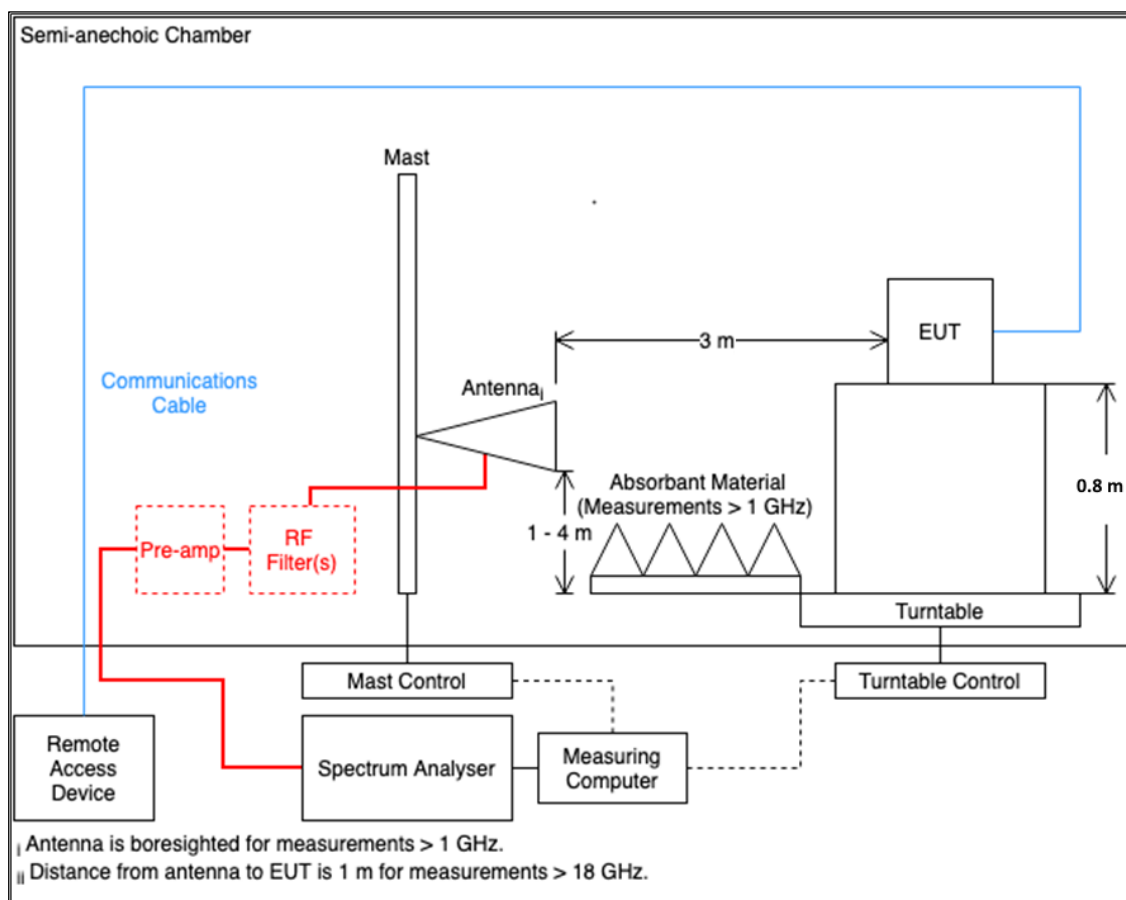 Semi-anechoic Chamber
Mast
EUT
3 m
Communications
Cable
Antennai
Absorbant Material
(Measurements > 1 GHz)
0.8 m
1 - 4 m
Pre-amp
RF
Filter(s)
Turntable
Mast Control
Turntable Control
Remote
Access
Device
Spectrum Analyser
Measuring
Computer
i Antenna is boresighted for measurements > 1 GHz.
ii Distance from antenna to EUT is 1 m for measurements > 18 GHz.